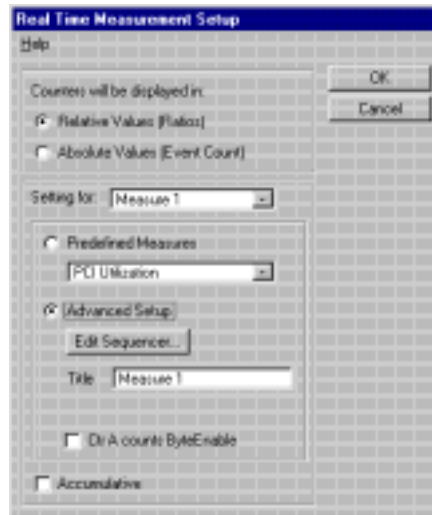 Real Time Measurement Setup
Help
Counters will be displayed in:
Relative Values (Ratios)
Absolute Values (Event Count)
OK
Cancel
Setting for: Measure 1
Predefined Measures
PCI Utilization
Advanced Setup
Edit Sequencer...
Title Measure 1
Ctr A counts ByteEnable
Accumulative